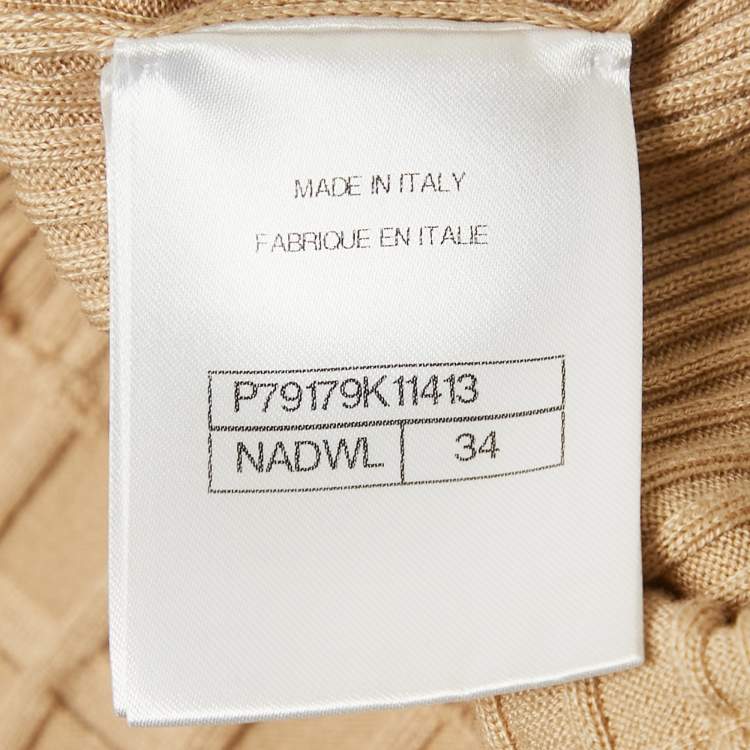 MADE IN ITALY
FABRIQUE EN ITALIE
P79179K11413
NADWL 34